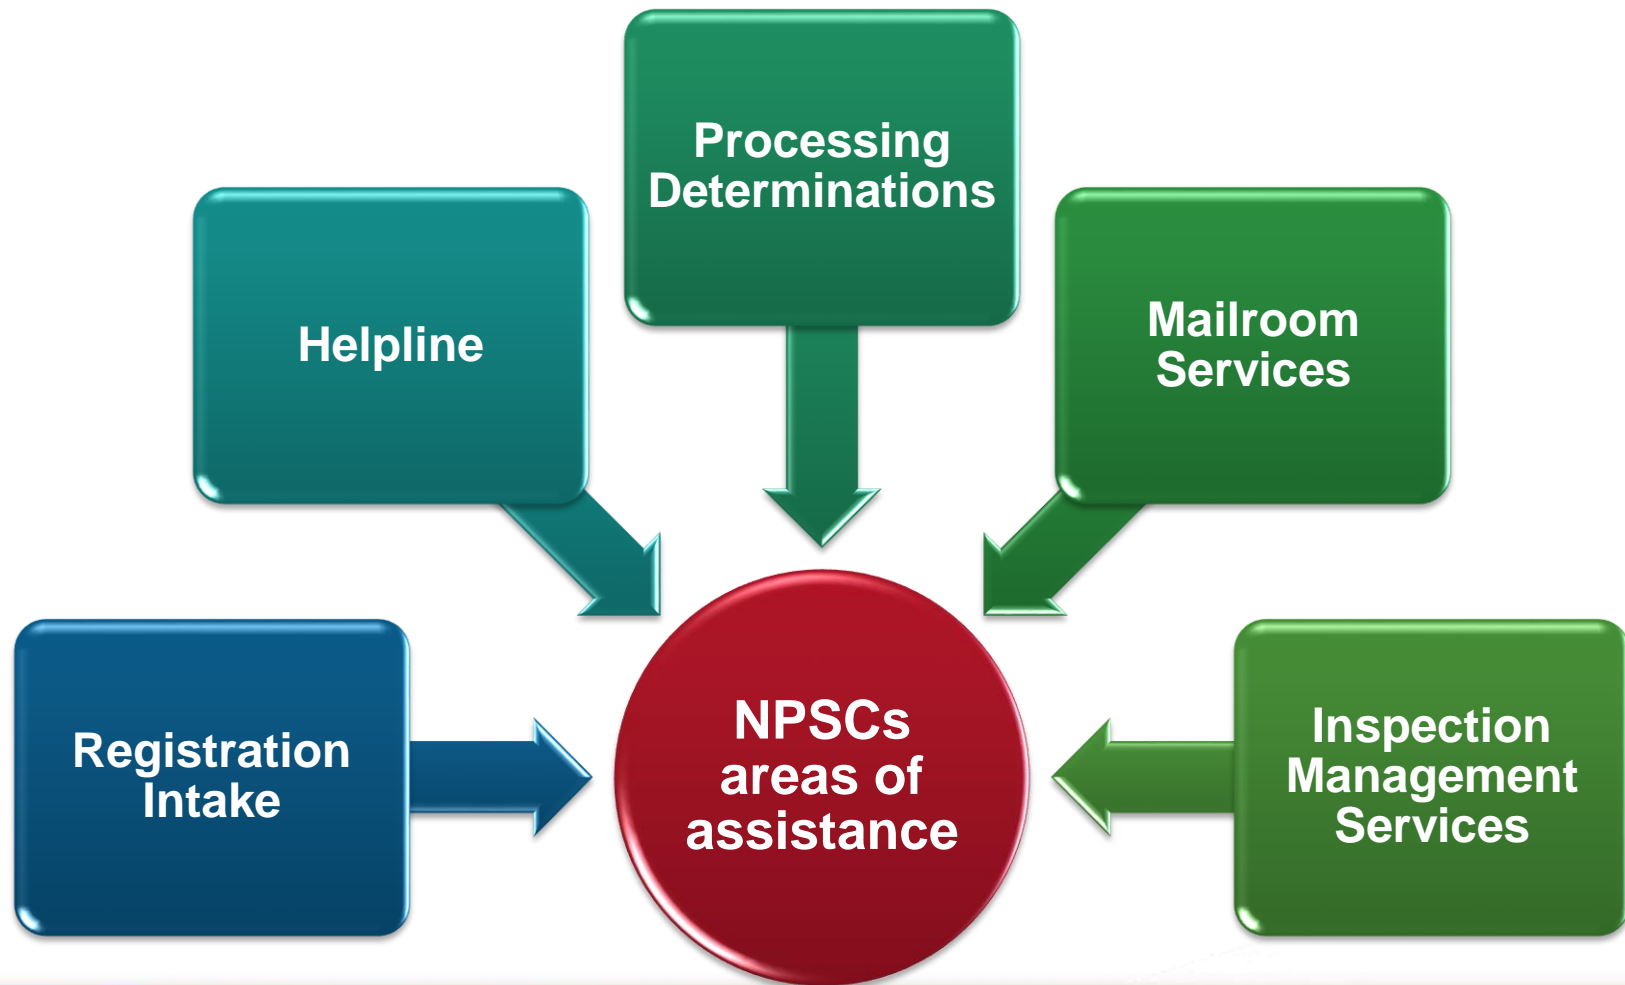 Processing
Determinations
Helpline
Mailroom
Services
Registration
Intake
NPSCs
areas of
assistance
Inspection
Management
Services